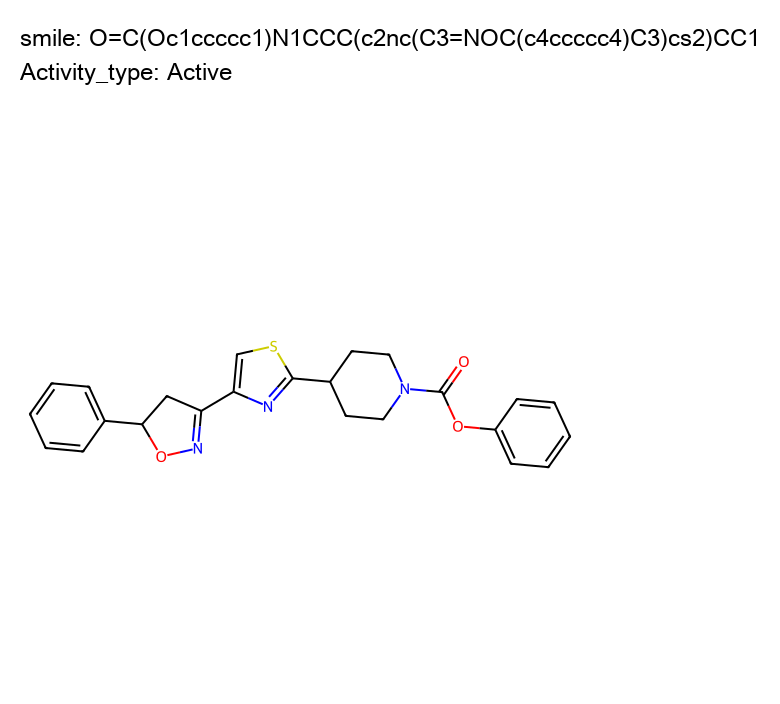 smile: O=C(Oc1ccccc1)N1CCC(c2nc(C3=NOC(c4ccccc4)C3)cs2)CC1
Activity_type: Active
S
N
O
N
N
O
O